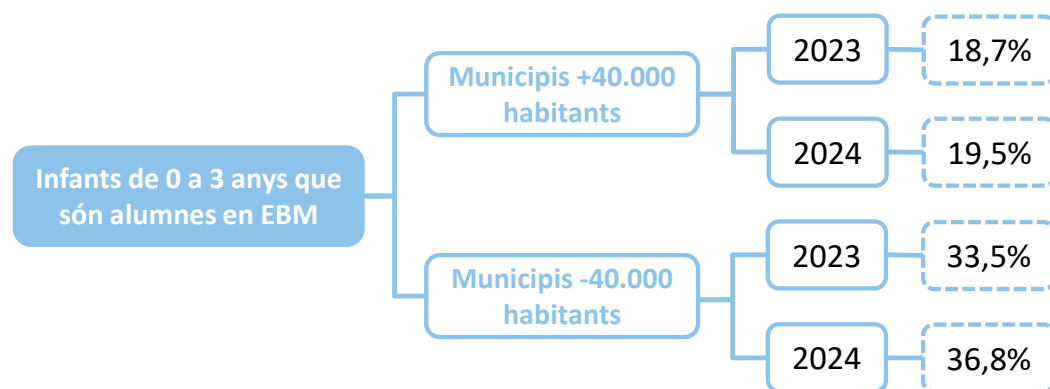 Infants de 0 a 3 anys que
són alumnes en EBM
Municipis +40.000
habitants
2023
18,7%
2024
19,5%
Municipis -40.000
habitants
2023
33,5%
2024
36,8%